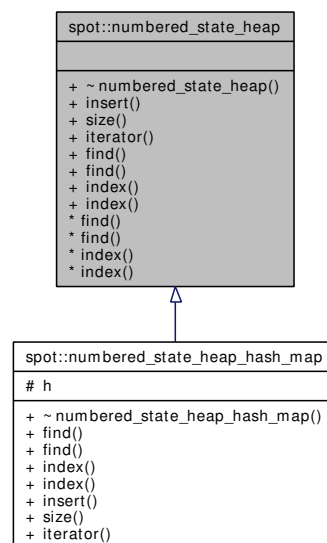 spot::numbered_state_heap
+ ~numbered_state_heap()
+ insert()
+ size()
+ iterator()
+ find()
+ find()
+ index()
+ index()
* find()
* find()
* index()
* index()
spot::numbered_state_heap_hash_map
# h
+ ~numbered_state_heap_hash_map()
+ find()
+ find()
+ index()
+ index()
+ insert()
+ size()
+ iterator()